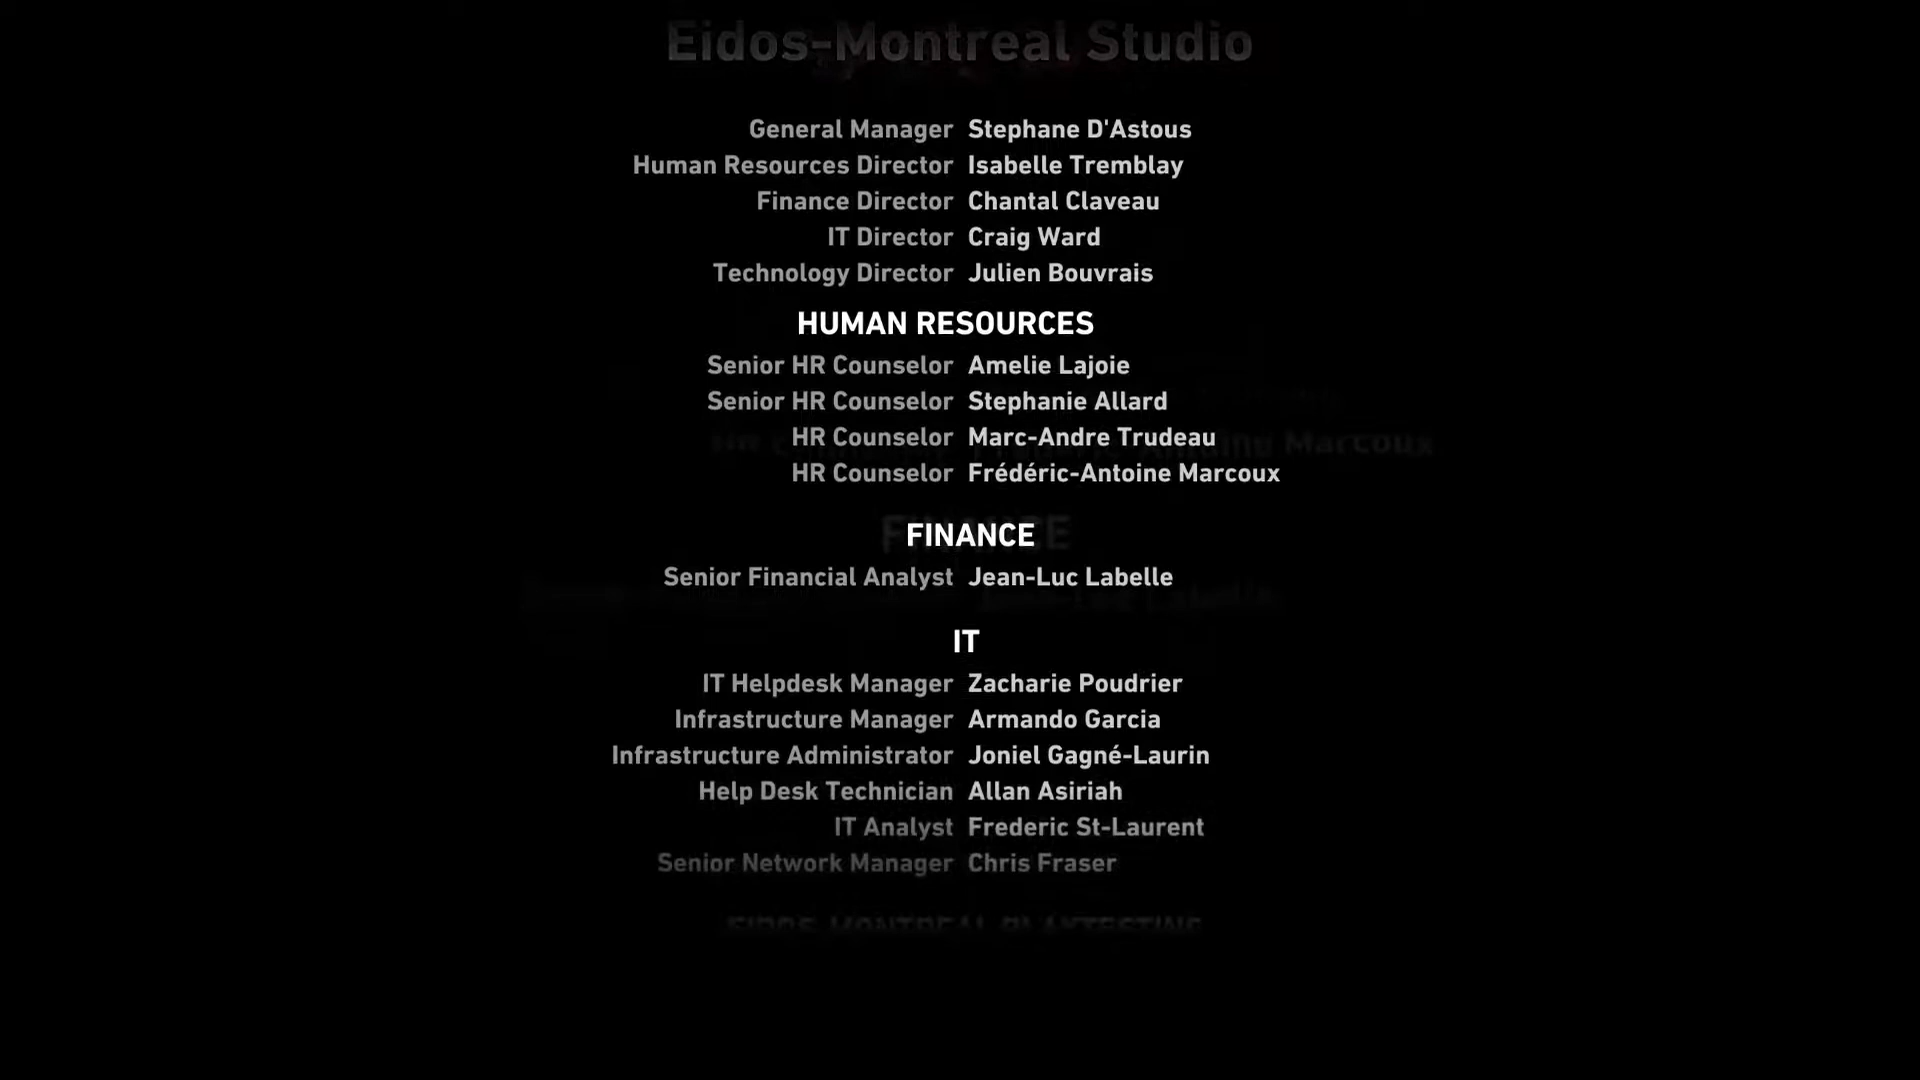 Eidos-Montreal Studio
General Manager Stephane D'Astous
Human Resources Director Isabelle Tremblay
Finance Director Chantal Claveau
IT Director Craig Ward
Technology Director Julien Bouvrais
HUMAN RESOURCES
Senior HR Counselor Amelie Lajoie
Senior HR Counselor Stephanie Allard
HR Counselor Marc-Andre Trudeau
HR Counselor Frédéric-Antoine Marcoux
FINANCE
Senior Financial Analyst Jean-Luc Labelle
IT
IT Helpdesk Manager Zacharie Poudrier
Infrastructure Manager Armando Garcia
Infrastructure Administrator Joniel Gagné-Laurin
Help Desk Technician Allan Asiriah
IT Analyst Frederic St-Laurent
Senior Network Manager Chris Fraser
EIDOS-MONTREAL PLAYTESTING